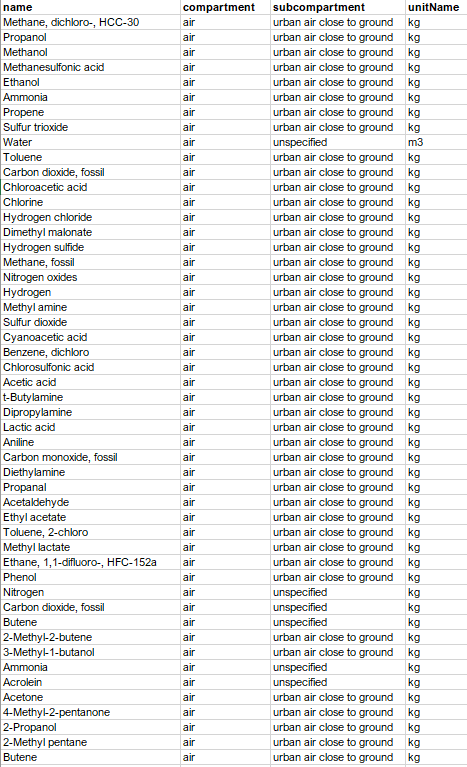 name compartment subcompartment unitName
Methane, dichloro-, HCC-30 air urban air close to ground kg
Propanol air urban air close to ground kg
Methanol air urban air close to ground kg
Methanesulfonic acid air urban air close to ground kg
Ethanol air urban air close to ground kg
Ammonia air urban air close to ground kg
Propene air urban air close to ground kg
Sulfur trioxide air urban air close to ground kg
Water air unspecified m3
Toluene air urban air close to ground kg
Carbon dioxide, fossil air urban air close to ground kg
Chloroacetic acid air urban air close to ground kg
Chlorine air urban air close to ground kg
Hydrogen chloride air urban air close to ground kg
Dimethyl malonate air urban air close to ground kg
Hydrogen sulfide air urban air close to ground kg
Methane, fossil air urban air close to ground kg
Nitrogen oxides air urban air close to ground kg
Hydrogen air urban air close to ground kg
Methyl amine air urban air close to ground kg
Sulfur dioxide air urban air close to ground kg
Cyanoacetic acid air urban air close to ground kg
Benzene, dichloro air urban air close to ground kg
Chlorosulfonic acid air urban air close to ground kg
Acetic acid air urban air close to ground kg
t-Butylamine air urban air close to ground kg
Dipropylamine air urban air close to ground kg
Lactic acid air urban air close to ground kg
Aniline air urban air close to ground kg
Carbon monoxide, fossil air urban air close to ground kg
Diethylamine air urban air close to ground kg
Propanal air urban air close to ground kg
Acetaldehyde air urban air close to ground kg
Ethyl acetate air urban air close to ground kg
Toluene, 2-chloro air urban air close to ground kg
Methyl lactate air urban air close to ground kg
Ethane, 1,1-difluoro-, HFC-152a air urban air close to ground kg
Phenol air urban air close to ground kg
Nitrogen air unspecified kg
Carbon dioxide, fossil air unspecified kg
Butene air unspecified kg
2-Methyl-2-butene air urban air close to ground kg
3-Methyl-1-butanol air urban air close to ground kg
Ammonia air unspecified kg
Acrolein air unspecified kg
Acetone air urban air close to ground kg
4-Methyl-2-pentanone air urban air close to ground kg
2-Propanol air urban air close to ground kg
2-Methyl pentane air urban air close to ground kg
Butene air urban air close to ground kg